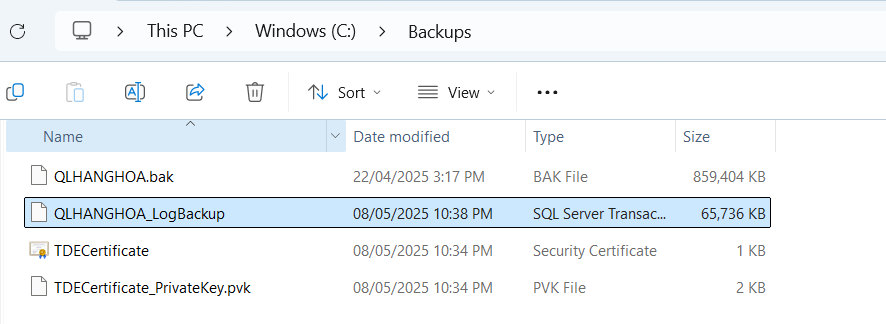 This PC > Windows (C:) > Backups
Sort View
Name Date modified Type Size
QLHANGHOA.bak 22/04/2025 3:17 PM BAK File 859,404 KB
QLHANGHOA_LogBackup 08/05/2025 10:38 PM SQL Server Transac... 65,736 KB
TDECertificate 08/05/2025 10:34 PM Security Certificate 1 KB
TDECertificate_PrivateKey.pvk 08/05/2025 10:34 PM PVK File 2 KB